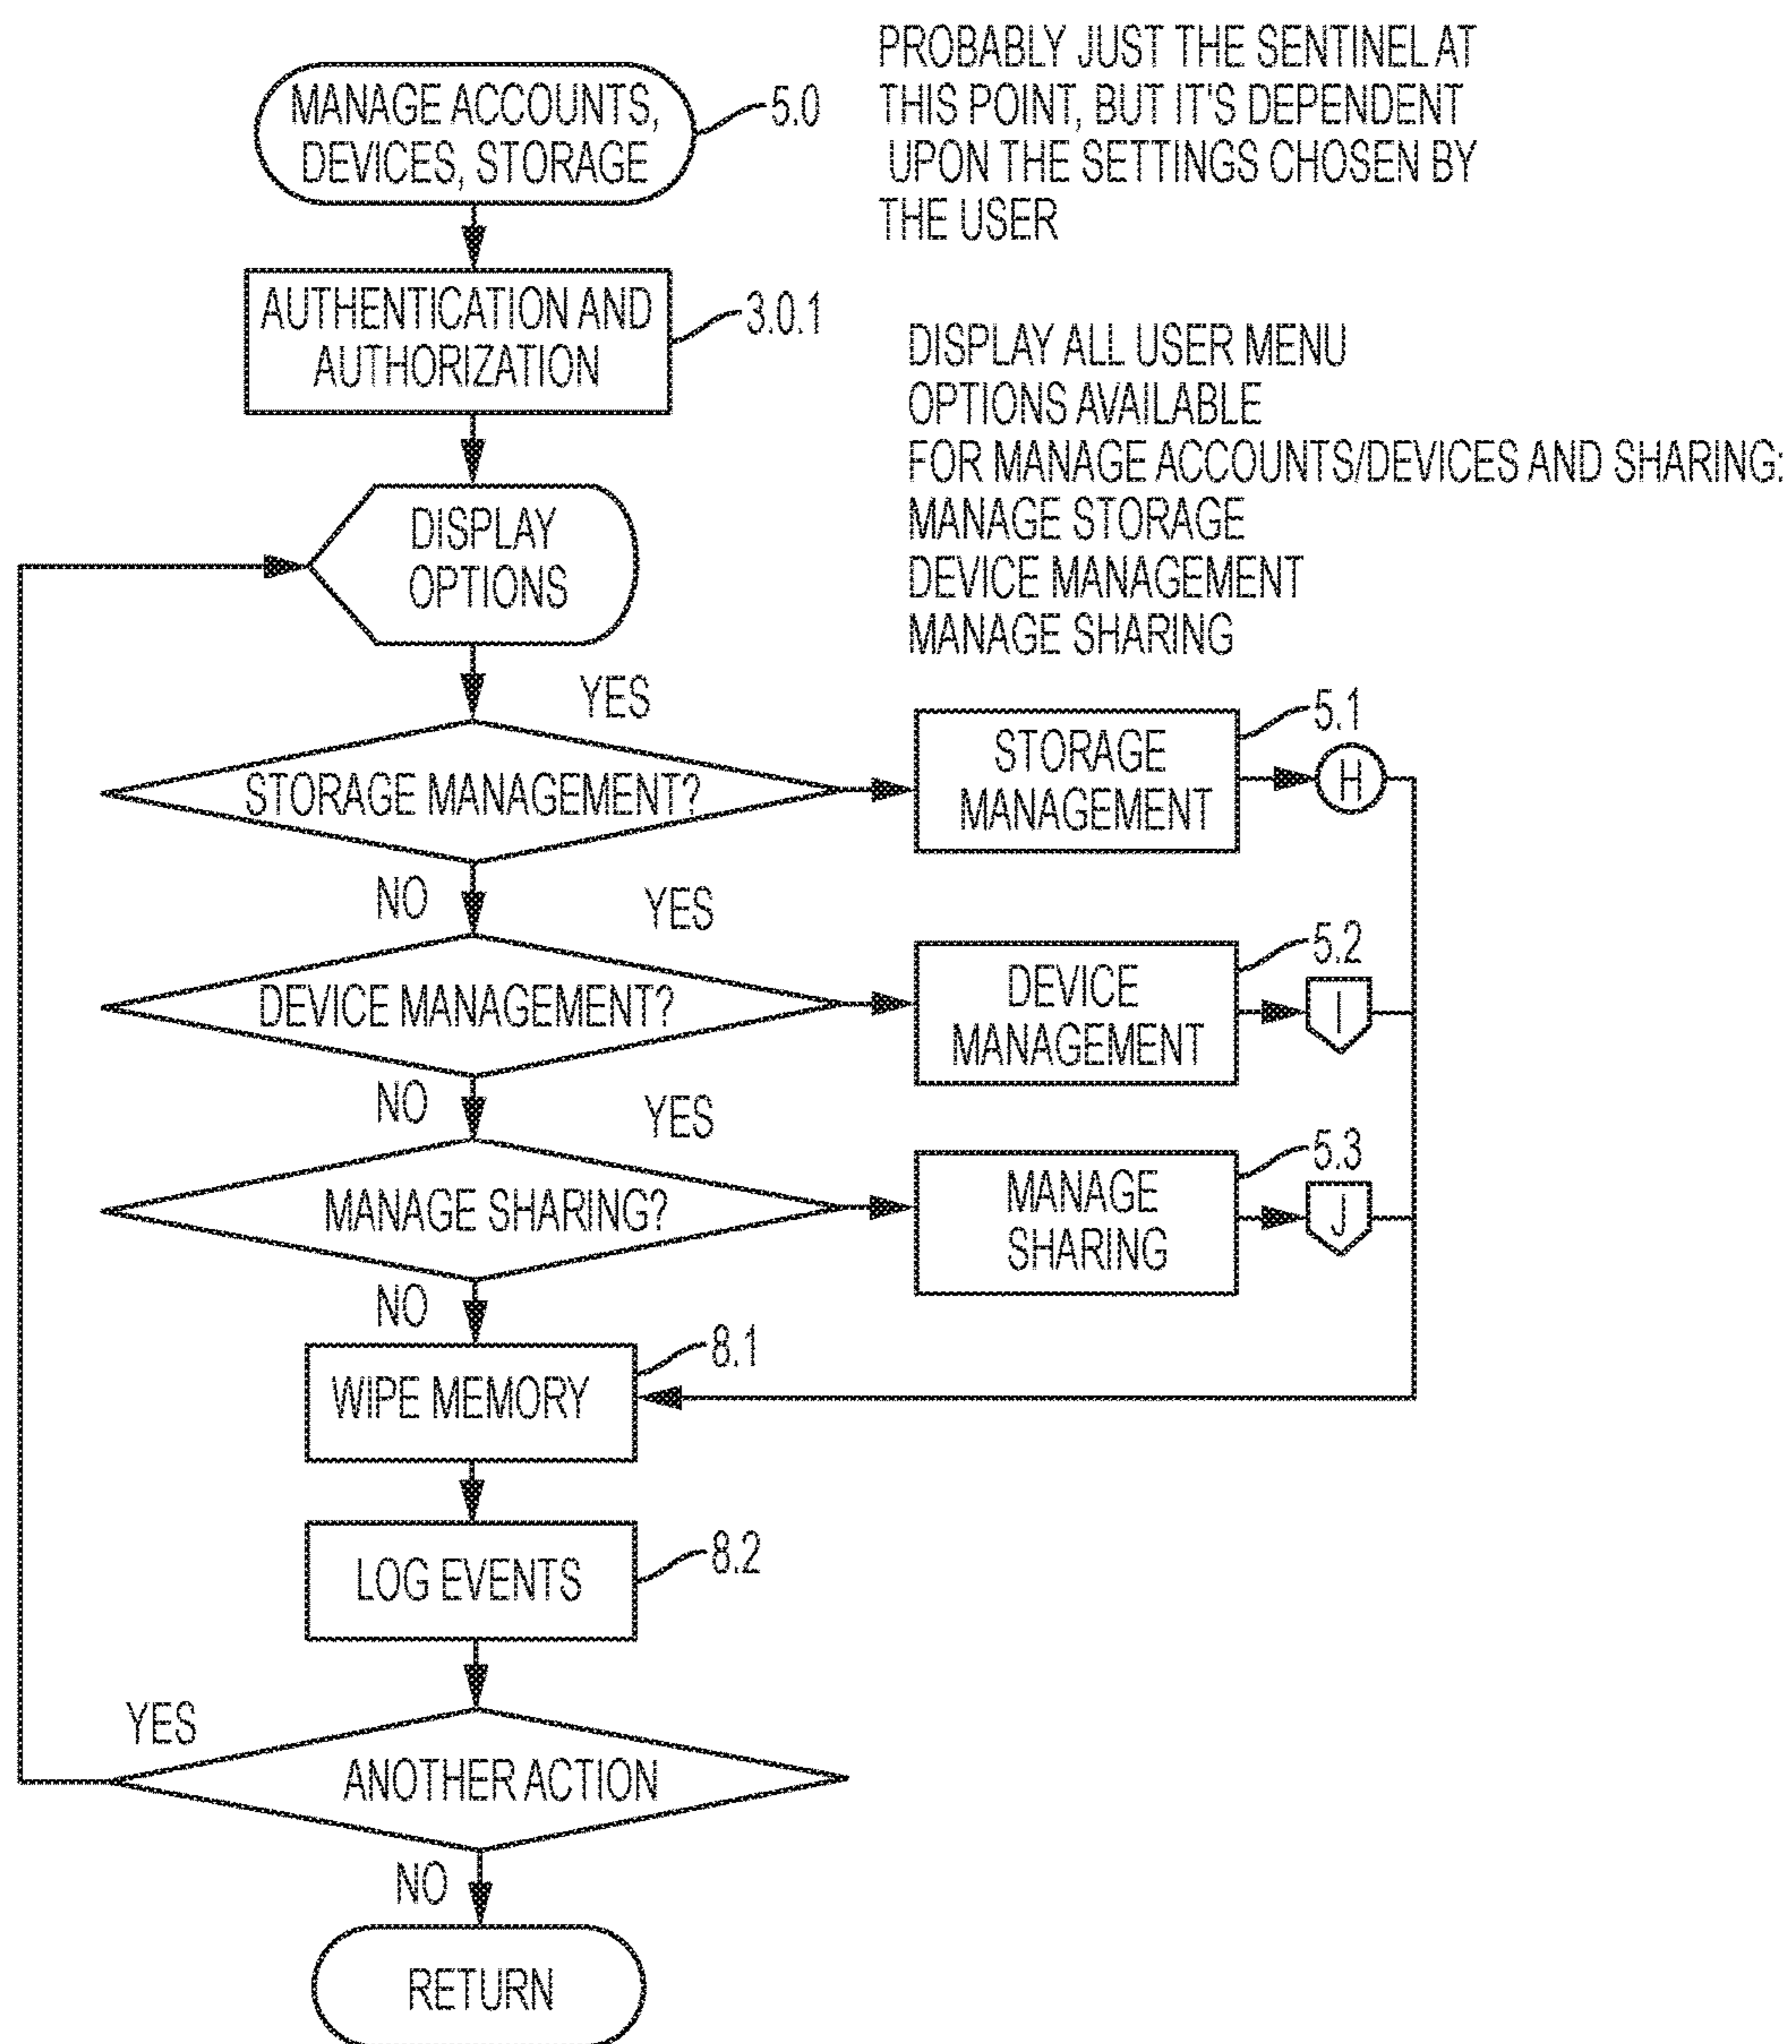 PROBABLY JUST THE SENTINEL AT
THIS POINT, BUT IT'S DEPENDENT
UPON THE SETTINGS CHOSEN BY
THE USER
MANAGE ACCOUNTS,
DEVICES, STORAGE
5.0
AUTHENTICATION AND
AUTHORIZATION
3.0.1
DISPLAY ALL USER MENU
OPTIONS AVAILABLE
FOR MANAGE ACCOUNTS/DEVICES AND SHARING:
MANAGE STORAGE
DEVICE MANAGEMENT
MANAGE SHARING
DISPLAY
OPTIONS
YES
STORAGE MANAGEMENT?
STORAGE
MANAGEMENT
5.1
H
NO
YES
DEVICE MANAGEMENT?
DEVICE
MANAGEMENT
5.2
I
NO
YES
MANAGE SHARING?
MANAGE
SHARING
5.3
J
NO
WIPE MEMORY
8.1
LOG EVENTS
8.2
YES
ANOTHER ACTION
NO
RETURN